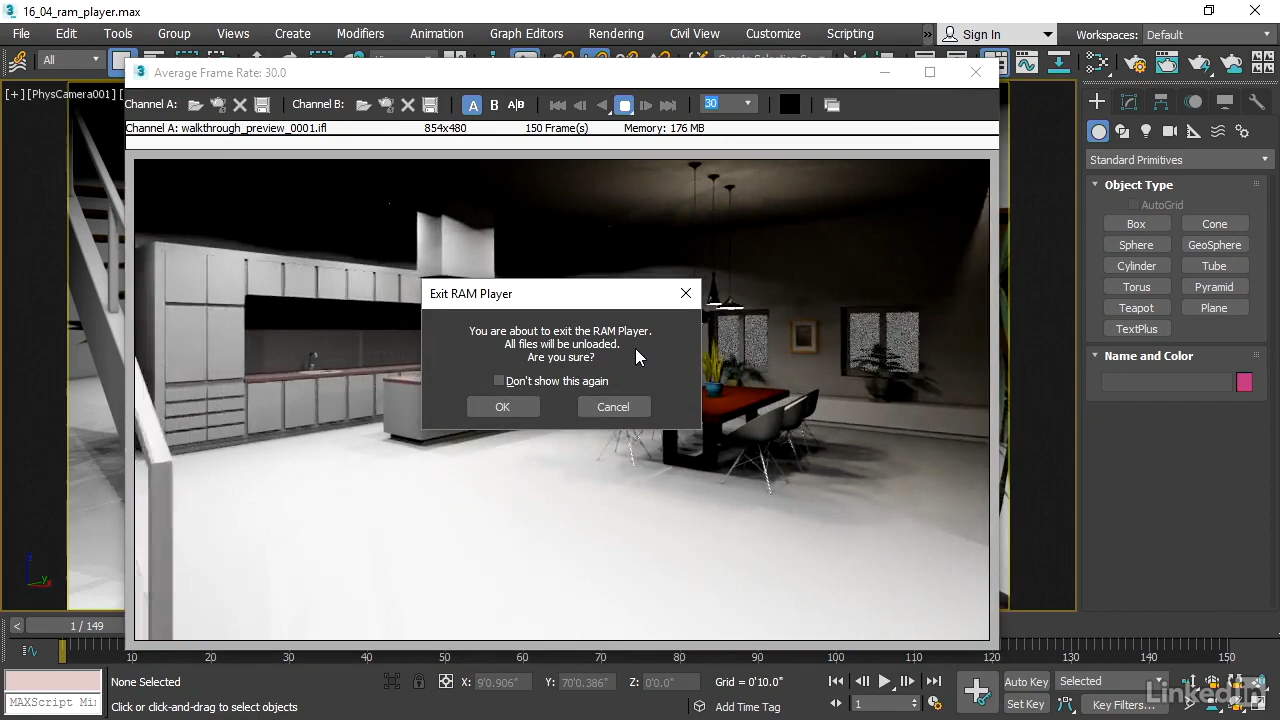 16_04_ram_player.max
File Edit Tools Group Views Create Modifiers Animation Graph Editors Rendering Civil View Customize Scripting » Sign In Workspaces: Default
All
[+] [PhysCamera001] [
Average Frame Rate: 30.0
Channel A: Channel B: A B A|B 30
Channel A: walkthrough_preview_0001.ifl 854x480 150 Frame(s) Memory: 176 MB
Exit RAM Player
You are about to exit the RAM Player.
All files will be unloaded.
Are you sure?
Don't show this again
OK Cancel
Standard Primitives
Object Type
AutoGrid
Box Cone
Sphere GeoSphere
Cylinder Tube
Torus Pyramid
Teapot Plane
TextPlus
Name and Color
< 1 / 149
10 20 30 40 50 60 70 80 90 100 110 120 130 140 150
None Selected X: 9'0.906" Y: 70'0.386" Z: 0'0.0" Grid = 0'10.0" Auto Key Selected
MAXScript Mi Click or click-and-drag to select objects Add Time Tag 1 Set Key Key Filters...
LinkedIn